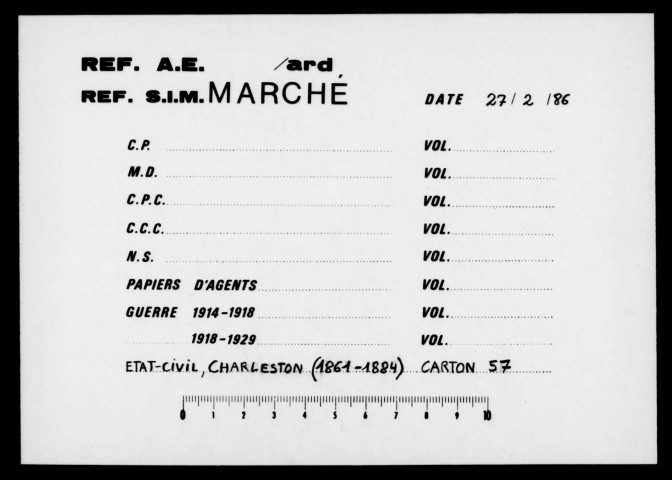 REF. A.E. /ard
REF. S.I.M. MARCHÉ DATE 27/2/86
C.P. VOL.
M.D. VOL.
C.P.C. VOL.
C.C.C. VOL.
N.S. VOL.
PAPIERS D'AGENTS VOL.
GUERRE 1914-1918 VOL.
1918-1929 VOL.
ETAT-CIVIL, CHARLESTON (1861-1884) CARTON 57
0 1 2 3 4 5 6 7 8 9 10